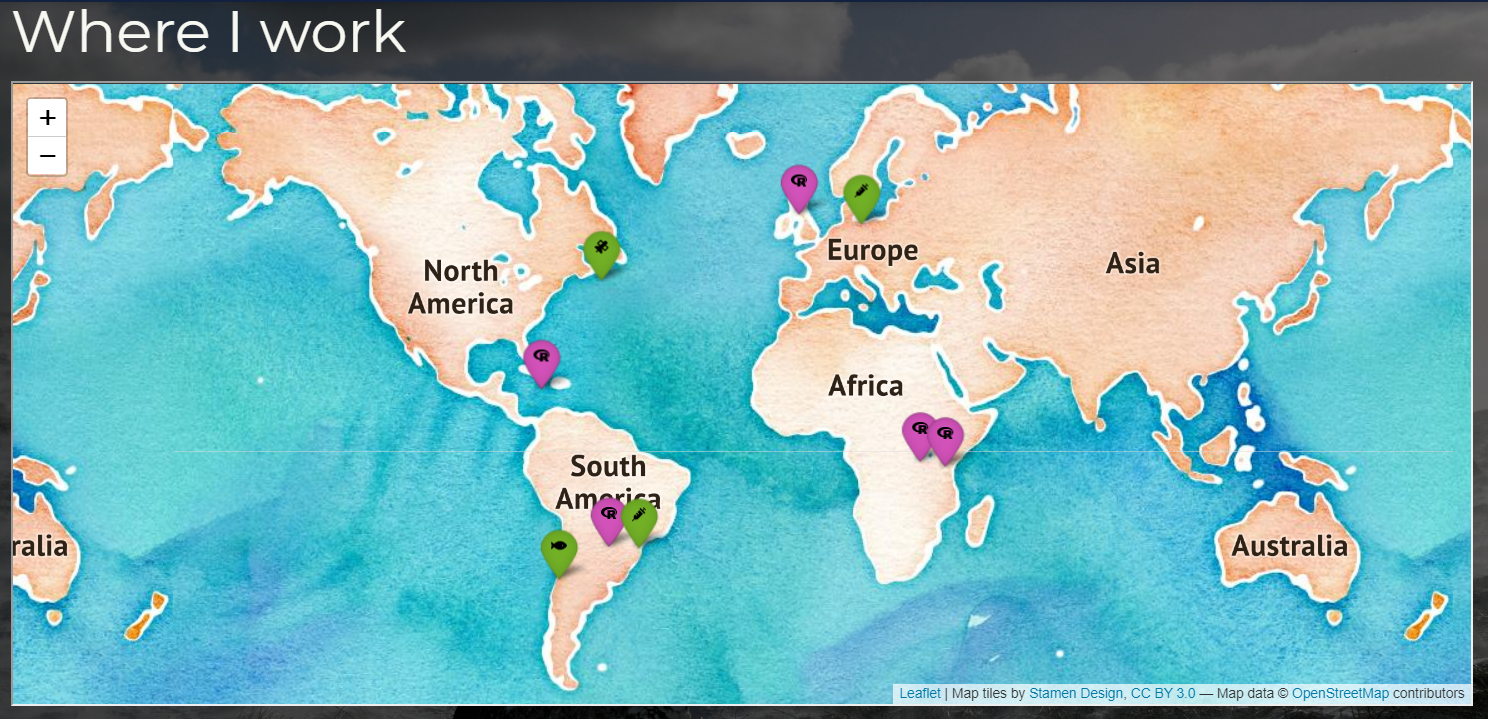 Where I work
+
−
North
America
Europe
Asia
Africa
South
America
ralia
Australia
R
R
R
R
R
Leaflet | Map tiles by Stamen Design, CC BY 3.0 — Map data © OpenStreetMap contributors